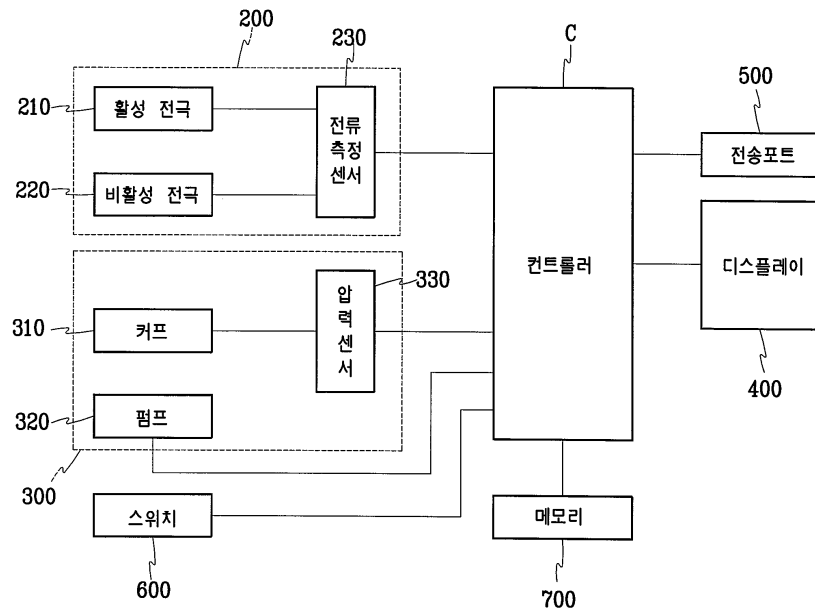 200
230
C
210
활성 전극
전류
측정
센서
500
전송포트
220
비활성 전극
컨트롤러
디스플레이
330
310
커프
압
력
센
서
400
320
펌프
300
스위치
메모리
600
700